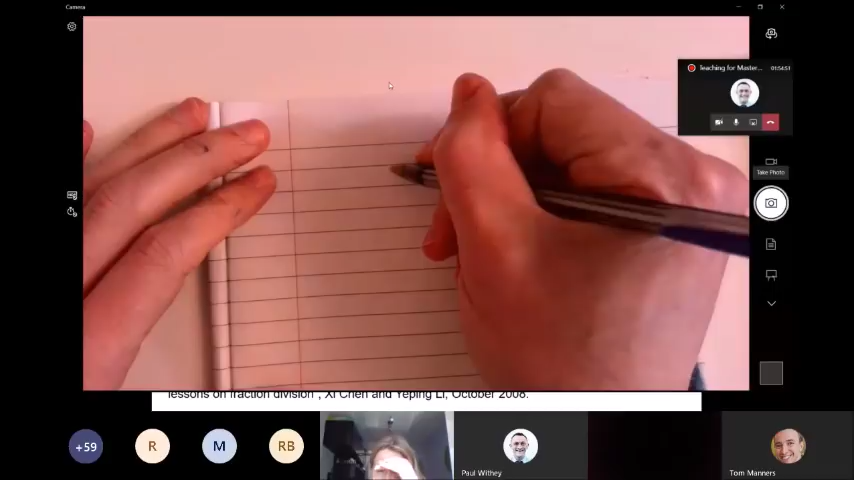 Camera
Teaching for Master...
01:54:51
Take Photo
lessons on fraction division", Xi Chen and Yeping Li, October 2008.
+59
R
M
RB
Paul Withey
Tom Manners